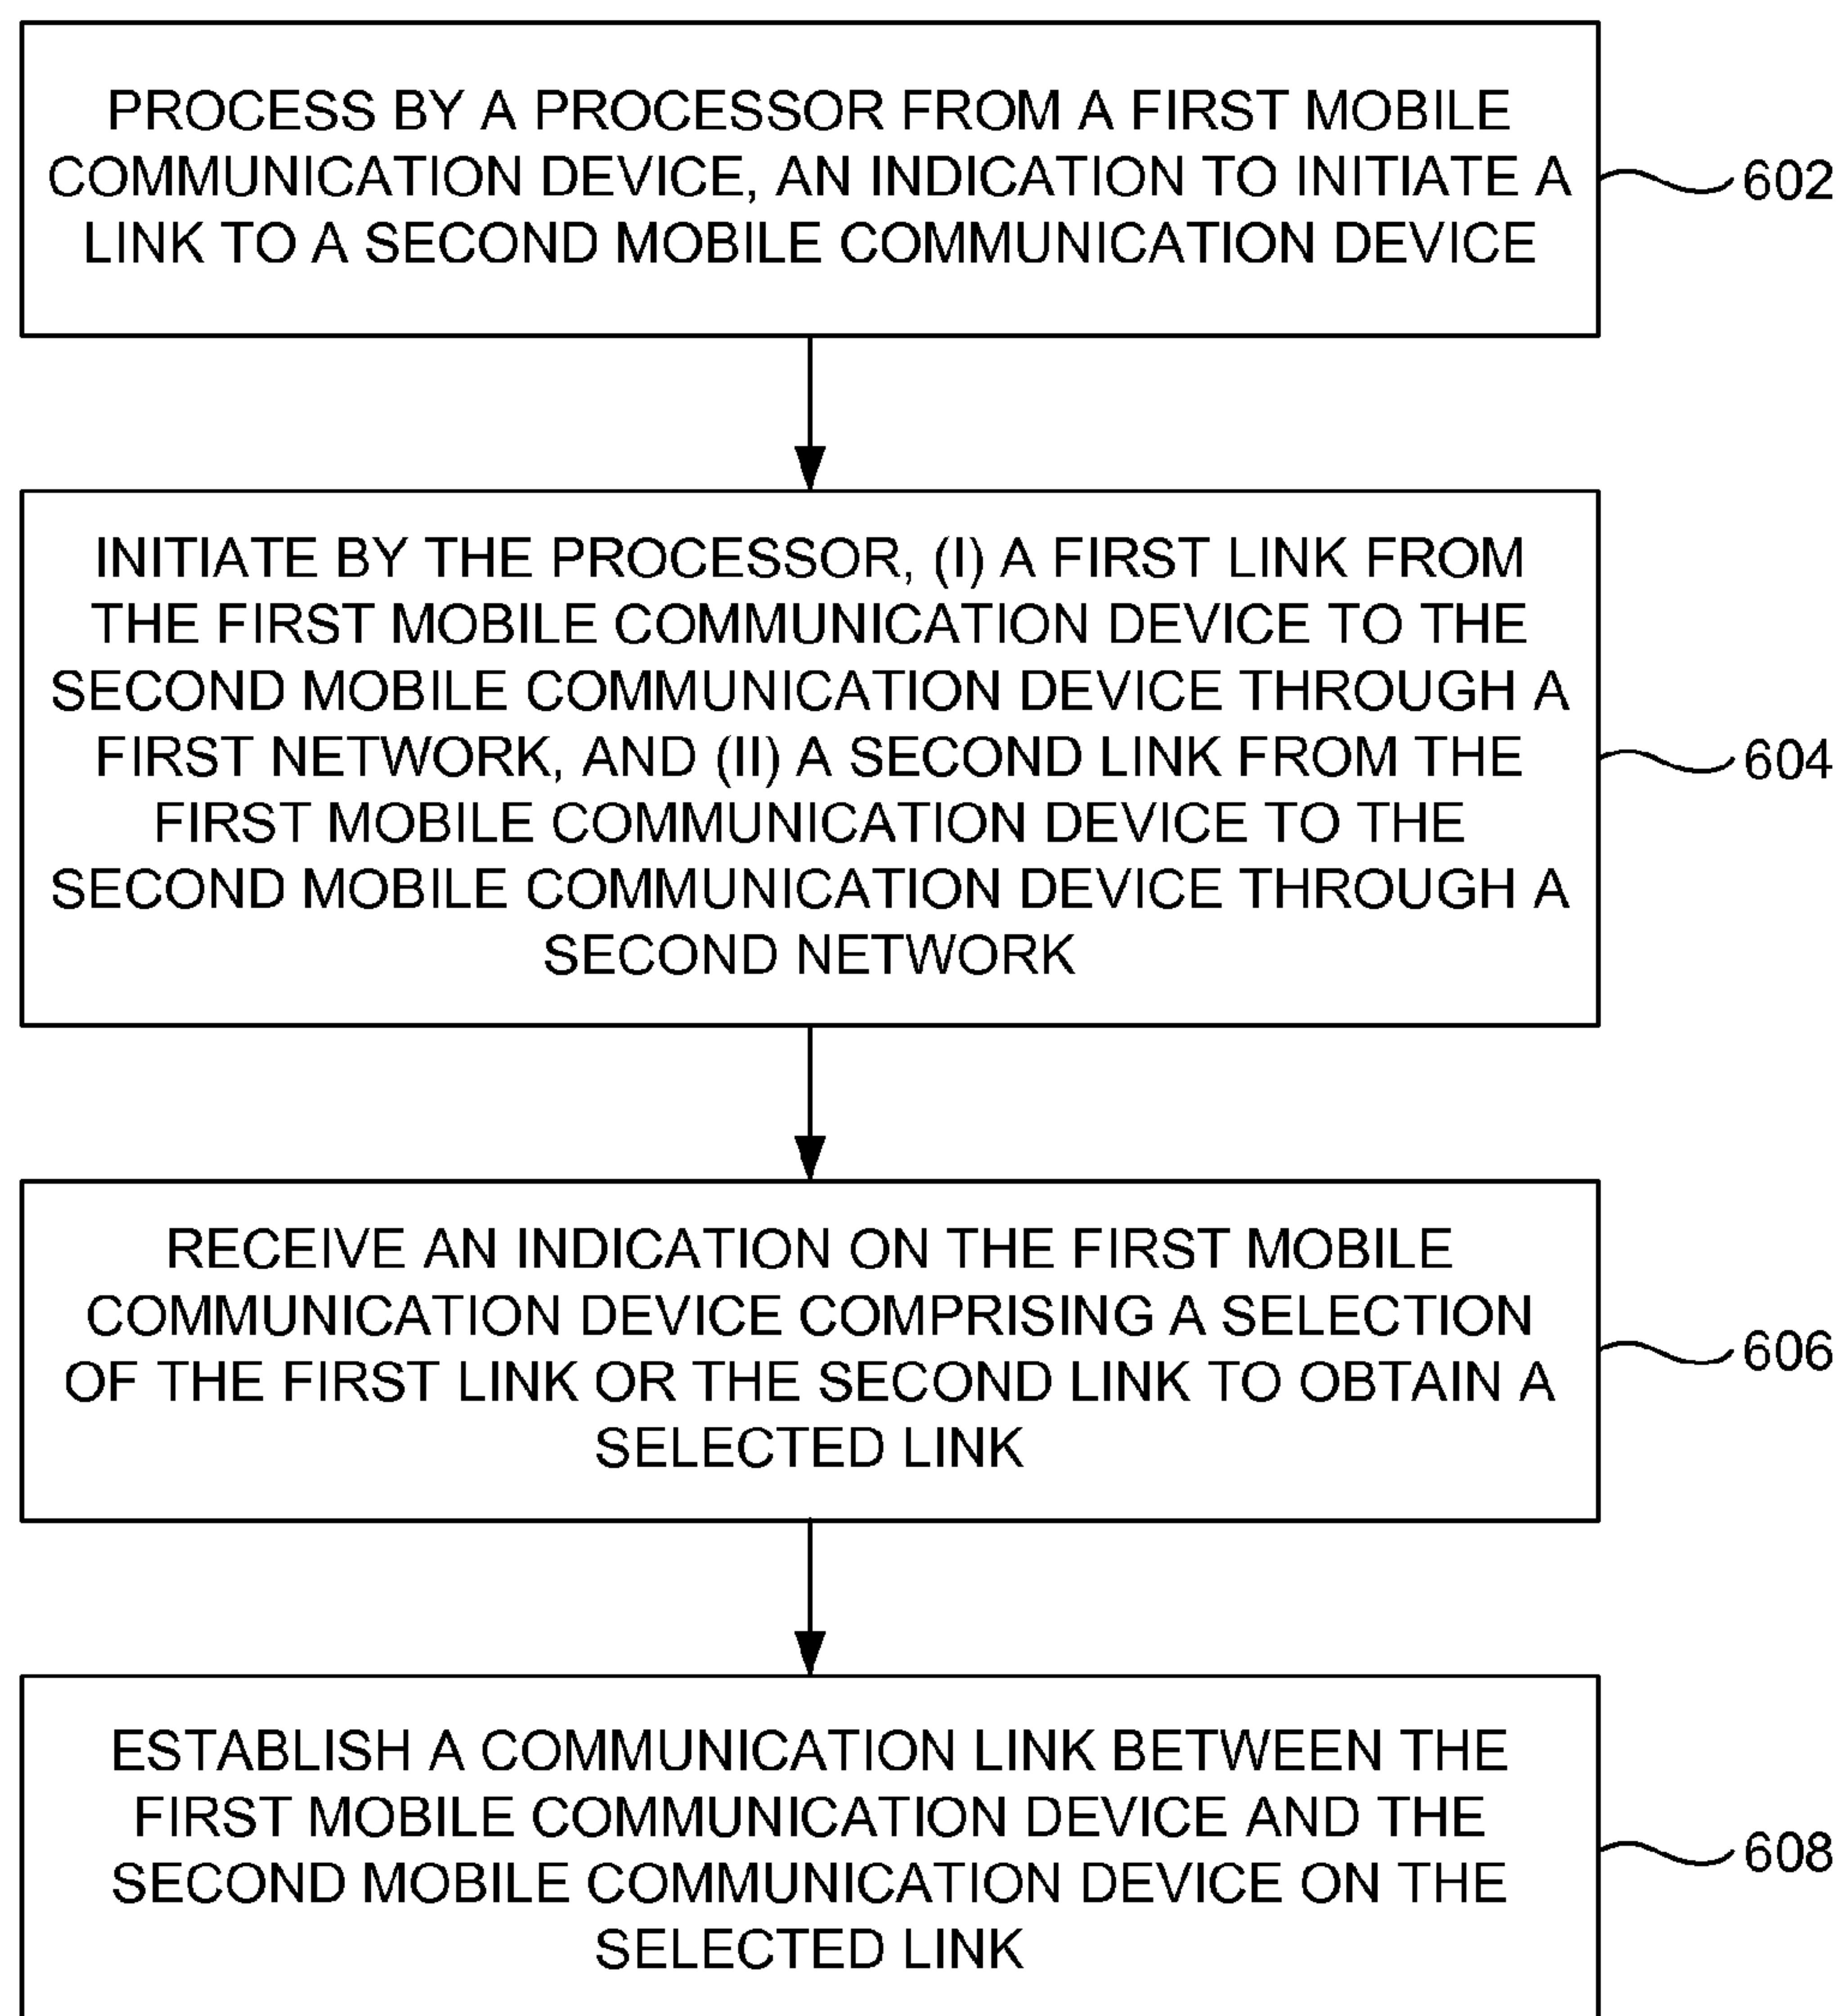 PROCESS BY A PROCESSOR FROM A FIRST MOBILE
COMMUNICATION DEVICE, AN INDICATION TO INITIATE A
LINK TO A SECOND MOBILE COMMUNICATION DEVICE
602
INITIATE BY THE PROCESSOR, (I) A FIRST LINK FROM
THE FIRST MOBILE COMMUNICATION DEVICE TO THE
SECOND MOBILE COMMUNICATION DEVICE THROUGH A
FIRST NETWORK, AND (II) A SECOND LINK FROM THE
FIRST MOBILE COMMUNICATION DEVICE TO THE
SECOND MOBILE COMMUNICATION DEVICE THROUGH A
SECOND NETWORK
604
RECEIVE AN INDICATION ON THE FIRST MOBILE
COMMUNICATION DEVICE COMPRISING A SELECTION
OF THE FIRST LINK OR THE SECOND LINK TO OBTAIN A
SELECTED LINK
606
ESTABLISH A COMMUNICATION LINK BETWEEN THE
FIRST MOBILE COMMUNICATION DEVICE AND THE
SECOND MOBILE COMMUNICATION DEVICE ON THE
SELECTED LINK
608